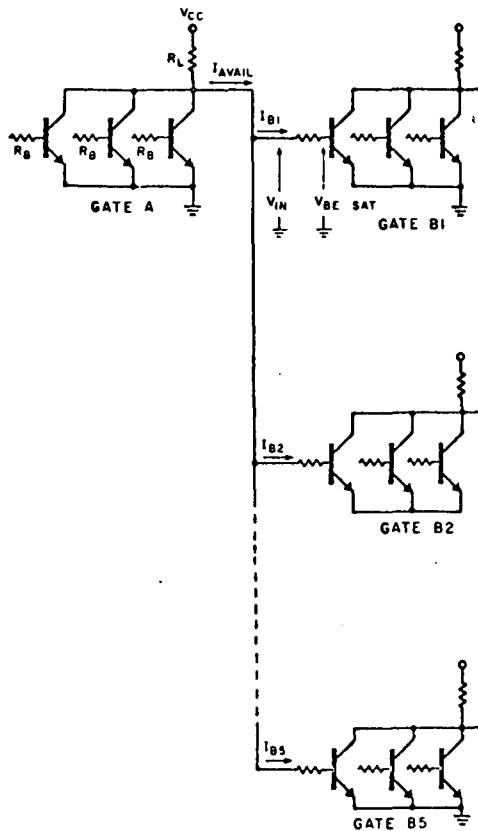 VCC
RL
IAVAIL
IB1
RB RB RB
GATE A
VIN
VBE SAT
GATE B1
IB2
GATE B2
IB5
GATE B5